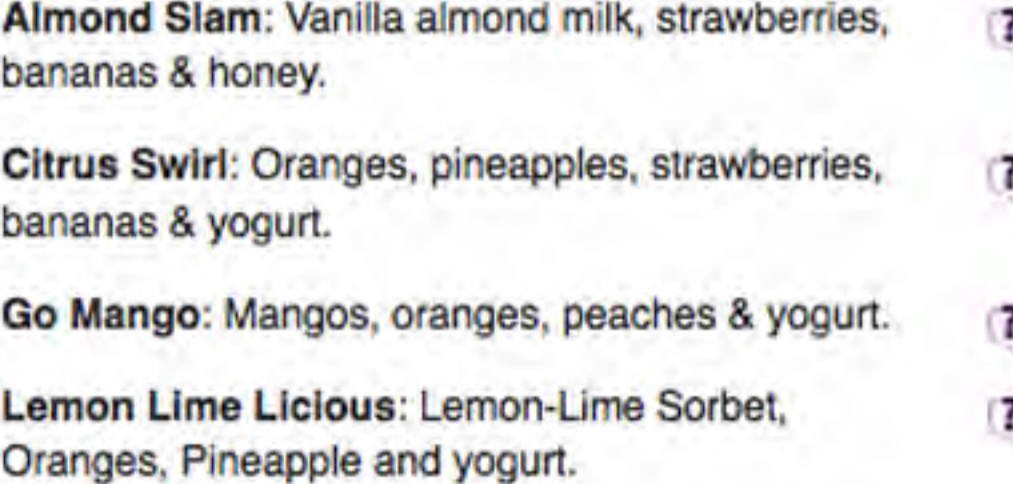 Almond Slam: Vanilla almond milk, strawberries,
bananas & honey.
Citrus Swirl: Oranges, pineapples, strawberries,
bananas & yogurt.
Go Mango: Mangos, oranges, peaches & yogurt.
Lemon Lime Licious: Lemon-Lime Sorbet,
Oranges, Pineapple and yogurt.